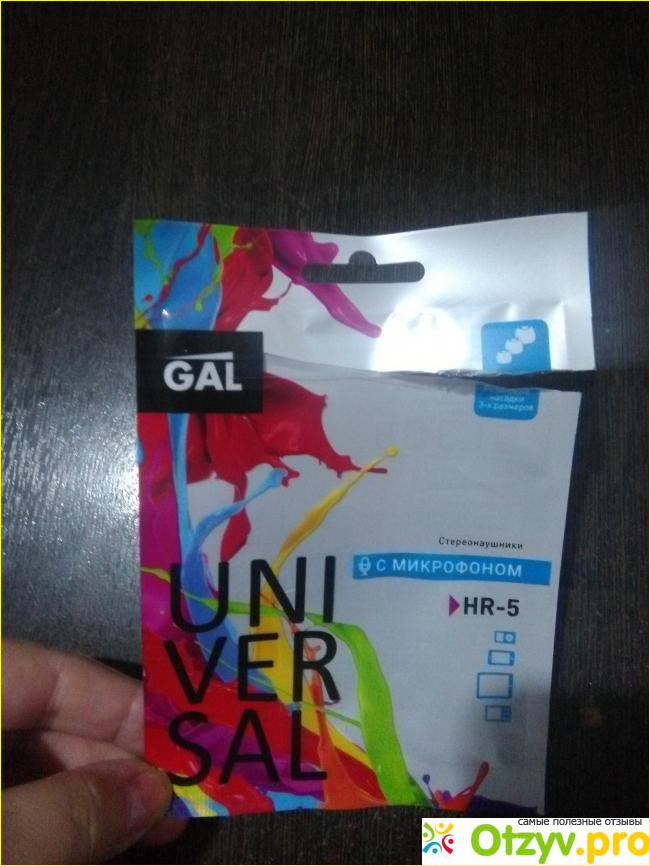 GAL
насадки
3-х размеров
Стереонаушники
С МИКРОФОНОМ
HR-5
UNI
VER
SAL
самые полезные отзывы
Otzyv.pro